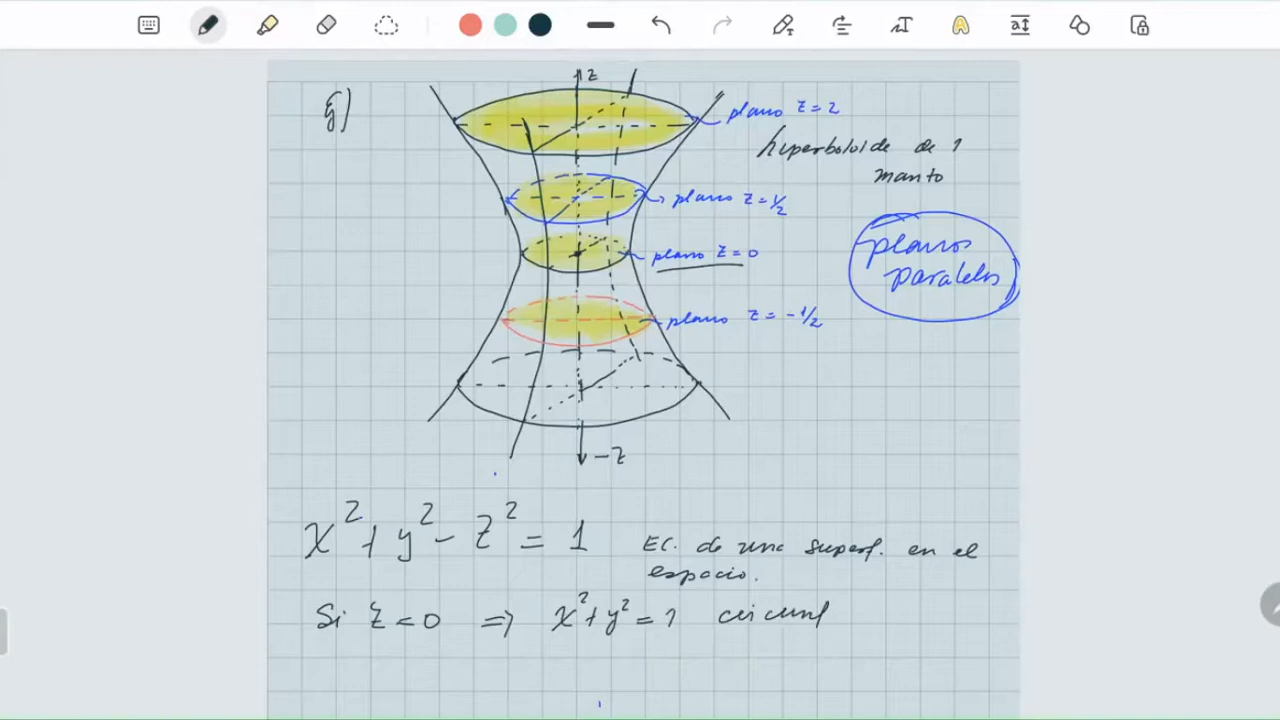 Ej)
z
plano z = 2
hiperboloide de 1
manto
plano z = 1/2
planos
paralelos
plano z = 0
plano z = -1/2
-z
x² + y² - z² = 1 Ec. de una superf. en el
espacio.
Si z = 0 ⇒ x² + y² = 1 circunf